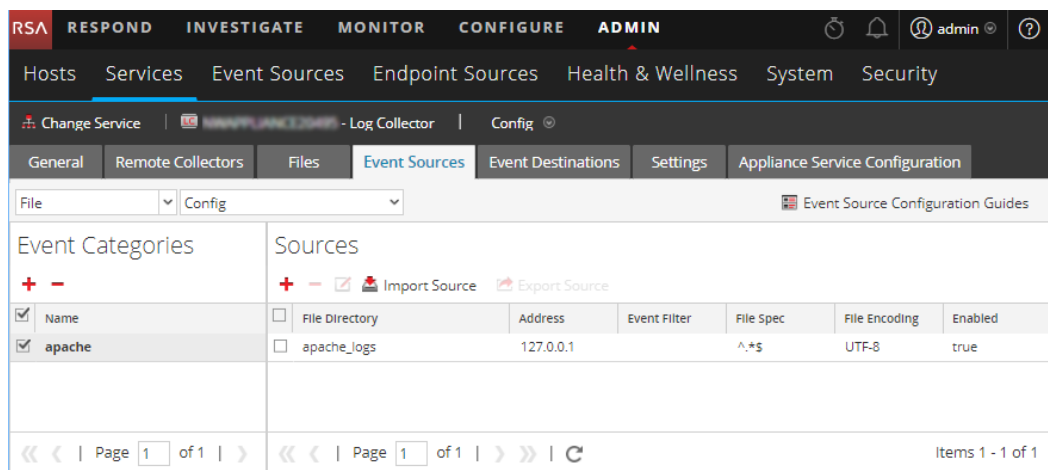 RSA RESPOND INVESTIGATE MONITOR CONFIGURE ADMIN admin ?
Hosts Services Event Sources Endpoint Sources Health & Wellness System Security
Change Service | LC - Log Collector | Config
General Remote Collectors Files Event Sources Event Destinations Settings Appliance Service Configuration
File Config Event Source Configuration Guides
Event Categories
Sources
+ −
+ − Import Source Export Source
Name
File Directory Address Event Filter File Spec File Encoding Enabled
apache
apache_logs 127.0.0.1 ^.*$ UTF-8 true
<< < | Page 1 of 1 | >
<< < | Page 1 of 1 | > >> | Items 1 - 1 of 1